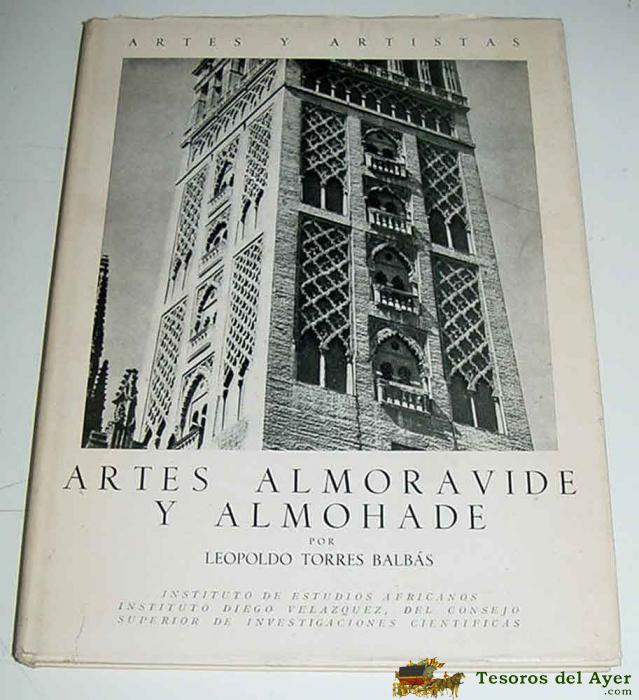 ARTES Y ARTISTAS
ARTES ALMORAVIDE
Y ALMOHADE
POR
LEOPOLDO TORRES BALBÁS
INSTITUTO DE ESTUDIOS AFRICANOS
INSTITUTO DIEGO VELAZQUEZ, DEL CONSEJO
SUPERIOR DE INVESTIGACIONES CIENTIFICAS
Tesoros del Ayer
.com